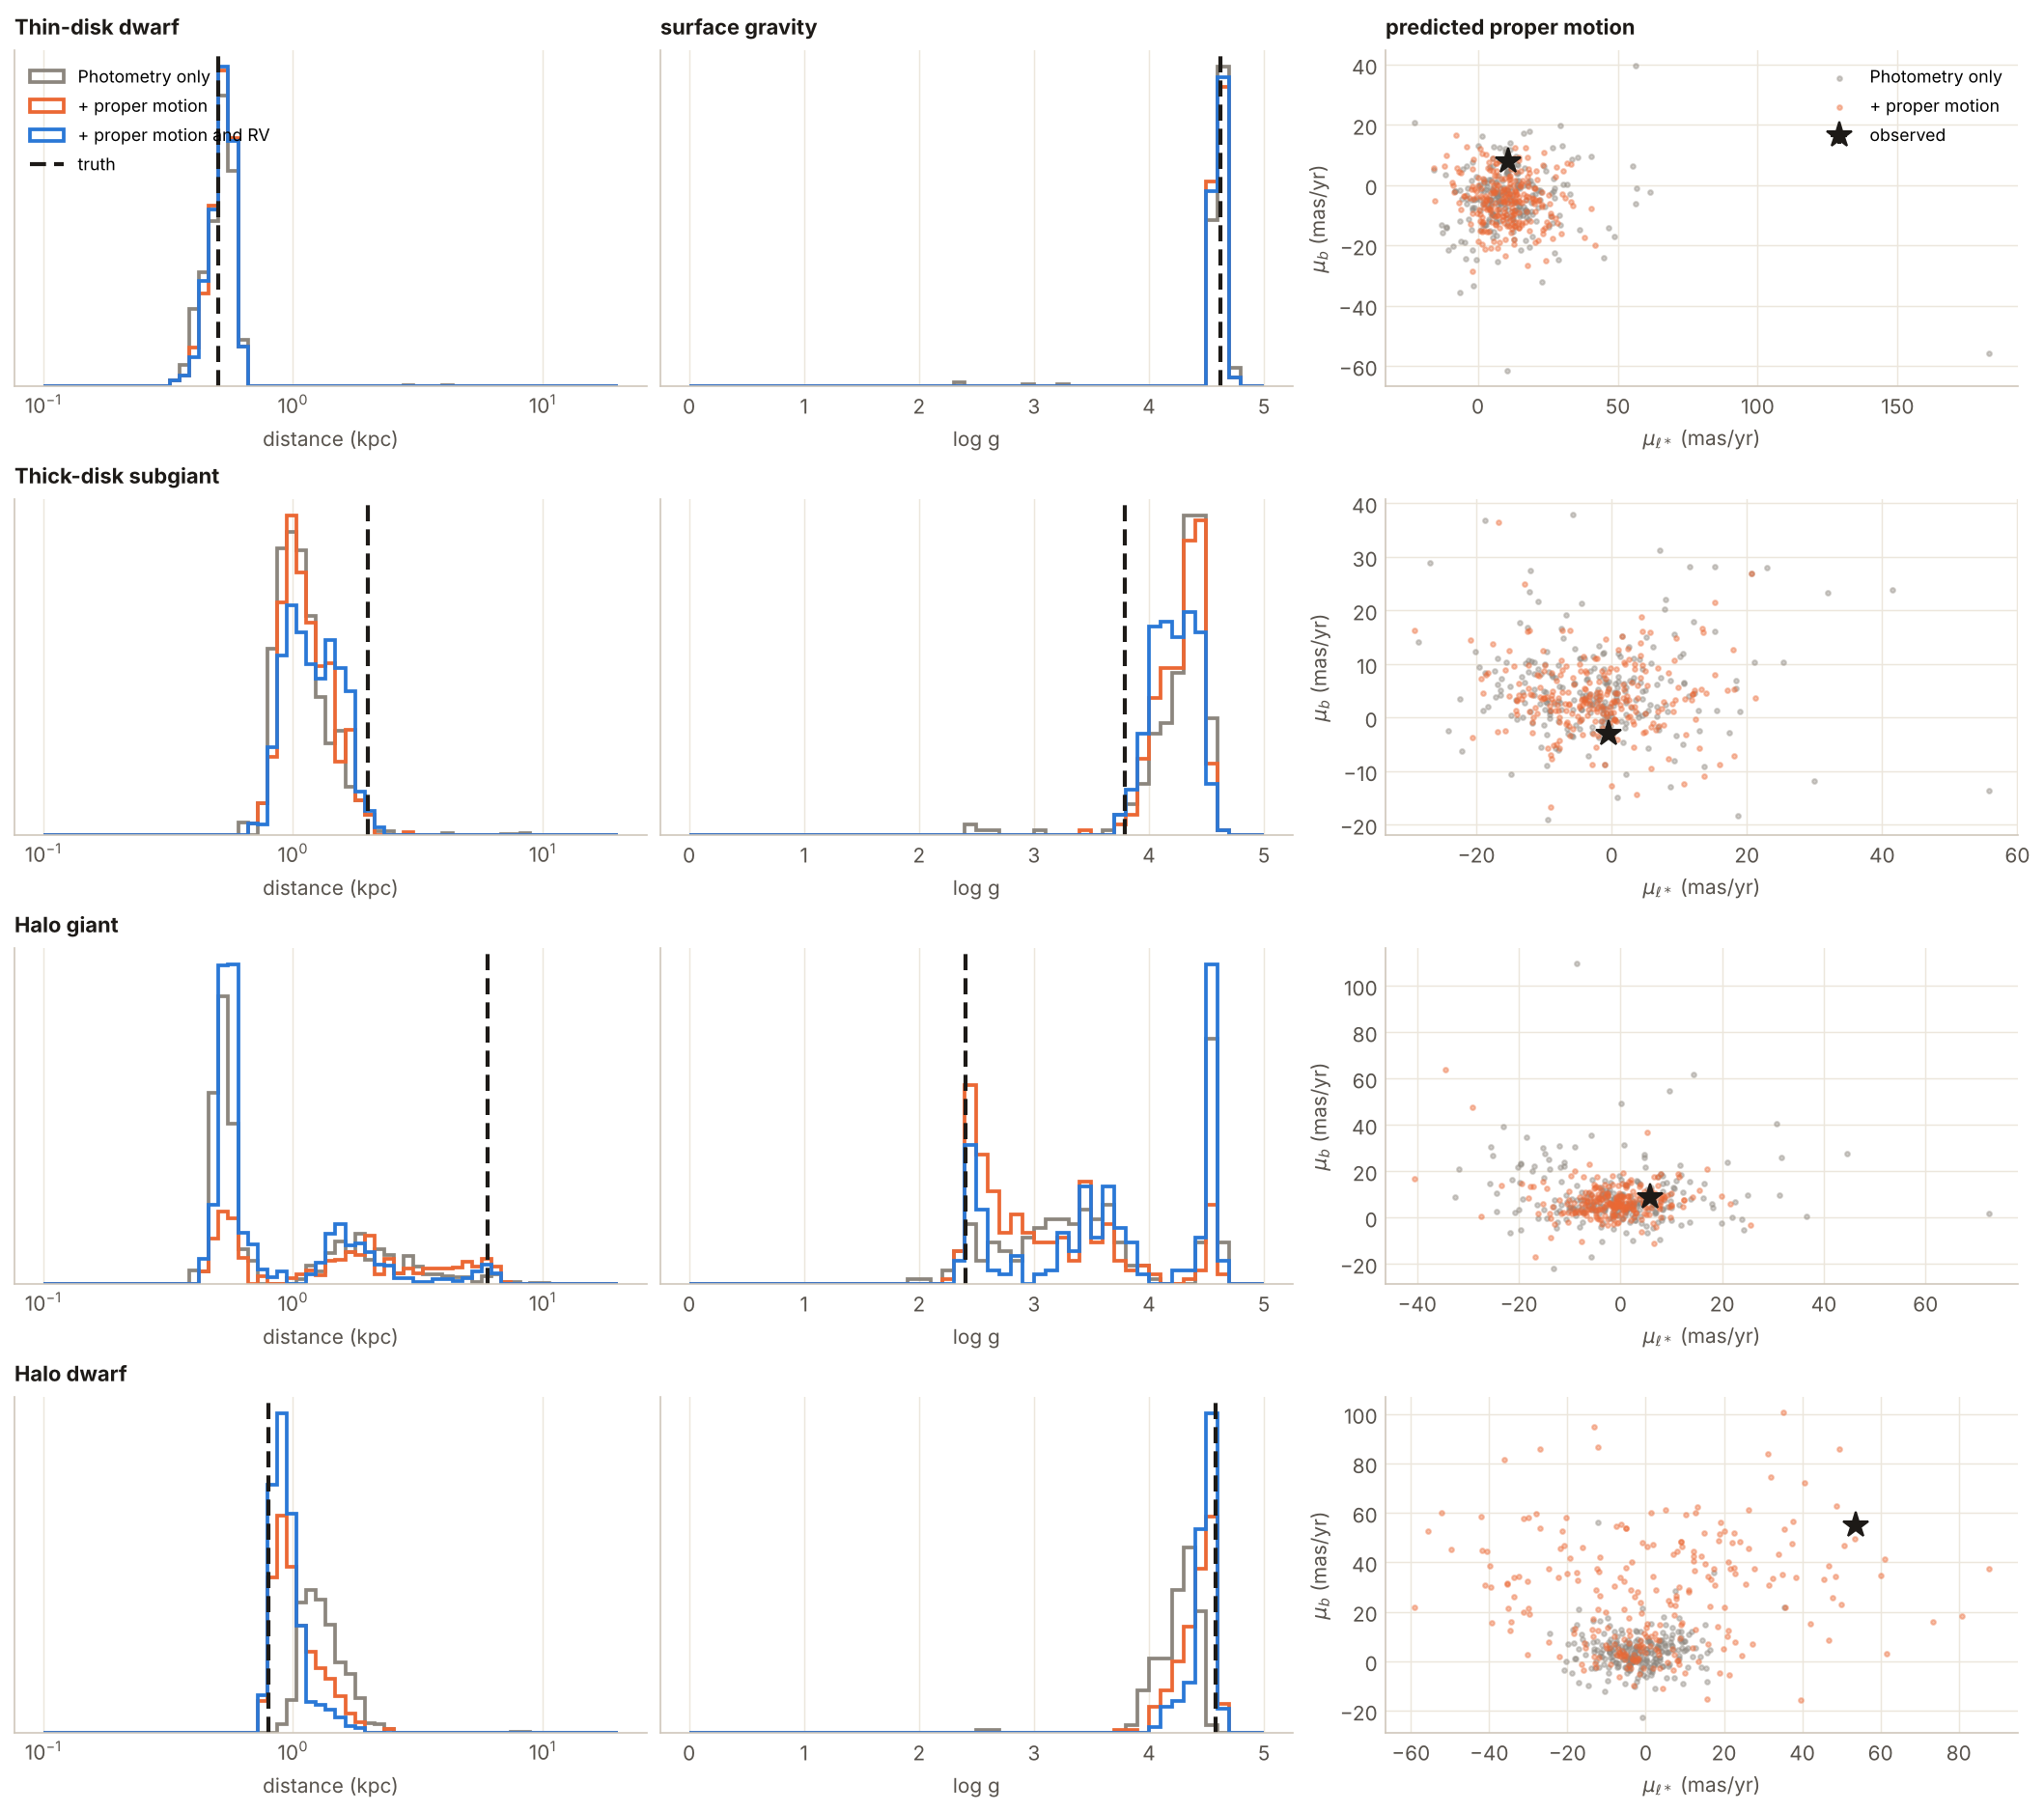 Thin-disk dwarf
surface gravity
predicted proper motion
Photometry only
+ proper motion
+ proper motion and RV
truth
Photometry only
+ proper motion
observed
10⁻¹ 10⁰ 10¹
distance (kpc)
0 1 2 3 4 5
log g
40
20
0
−20
−40
−60
μ_b (mas/yr)
0 50 100 150
μ_ℓ* (mas/yr)
Thick-disk subgiant
10⁻¹ 10⁰ 10¹
distance (kpc)
0 1 2 3 4 5
log g
40
30
20
10
0
−10
−20
μ_b (mas/yr)
−20 0 20 40 60
μ_ℓ* (mas/yr)
Halo giant
10⁻¹ 10⁰ 10¹
distance (kpc)
0 1 2 3 4 5
log g
100
80
60
40
20
0
−20
μ_b (mas/yr)
−40 −20 0 20 40 60
μ_ℓ* (mas/yr)
Halo dwarf
10⁻¹ 10⁰ 10¹
distance (kpc)
0 1 2 3 4 5
log g
100
80
60
40
20
0
−20
μ_b (mas/yr)
−60 −40 −20 0 20 40 60 80
μ_ℓ* (mas/yr)